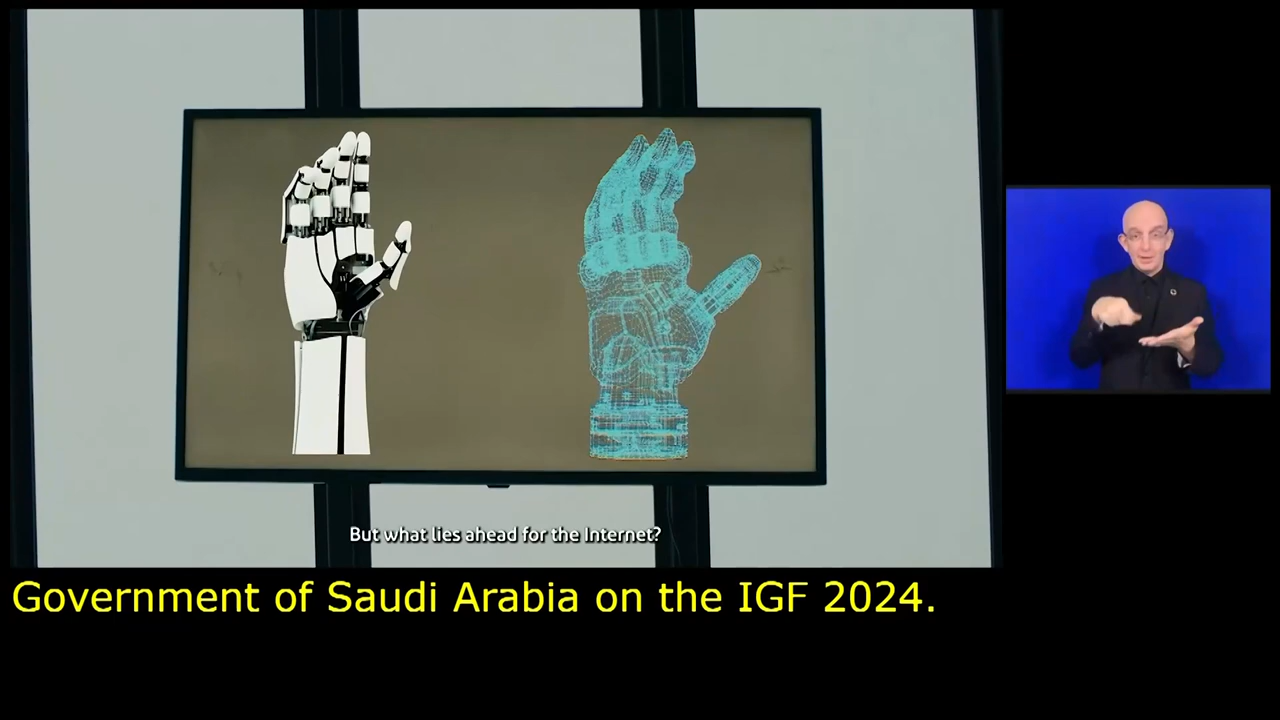 But what lies ahead for the Internet?
Government of Saudi Arabia on the IGF 2024.